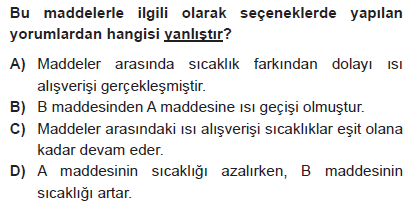 Bu maddelerle ilgili olarak seçeneklerde yapılan
yorumlardan hangisi yanlıştır?
A) Maddeler arasında sıcaklık farkından dolayı ısı
alışverişi gerçekleşmiştir.
B) B maddesinden A maddesine ısı geçişi olmuştur.
C) Maddeler arasındaki ısı alışverişi sıcaklıklar eşit olana
kadar devam eder.
D) A maddesinin sıcaklığı azalırken, B maddesinin
sıcaklığı artar.